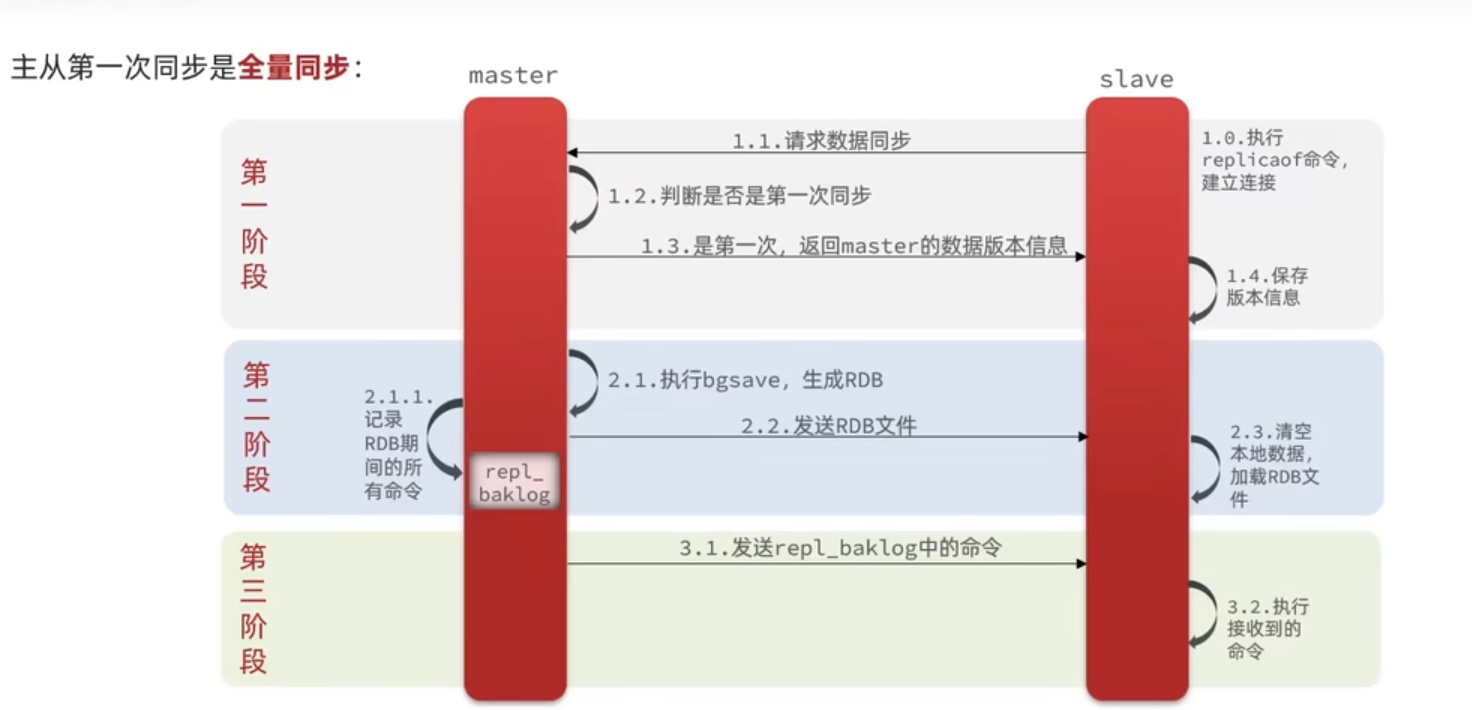 主从第一次同步是全量同步：
master
slave
第一阶段
1.0.执行
replicaof命令，
建立连接
1.1.请求数据同步
1.2.判断是否是第一次同步
1.3.是第一次，返回master的数据版本信息
1.4.保存
版本信息
第二阶段
2.1.执行bgsave，生成RDB
2.1.1.
记录
RDB期
间的所
有命令
repl_
baklog
2.2.发送RDB文件
2.3.清空
本地数据，
加载RDB文
件
第三阶段
3.1.发送repl_baklog中的命令
3.2.执行
接收到的
命令